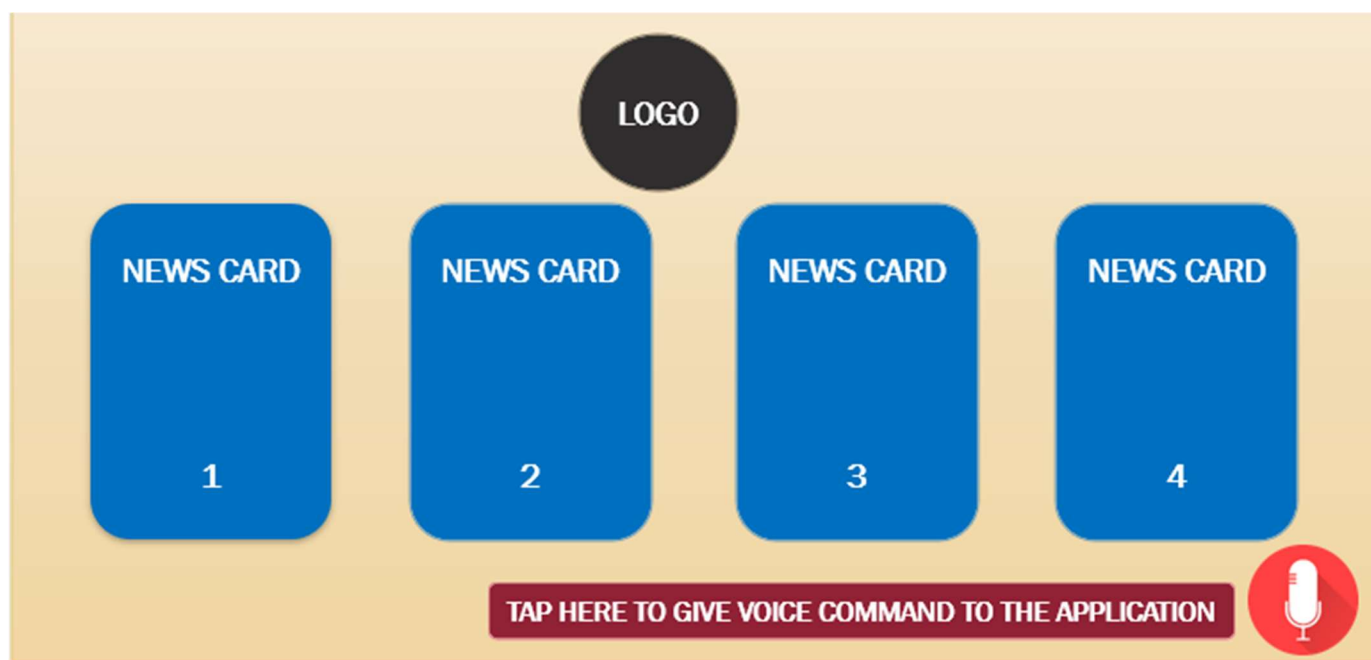 LOGO
NEWS CARD
1
NEWS CARD
2
NEWS CARD
3
NEWS CARD
4
TAP HERE TO GIVE VOICE COMMAND TO THE APPLICATION